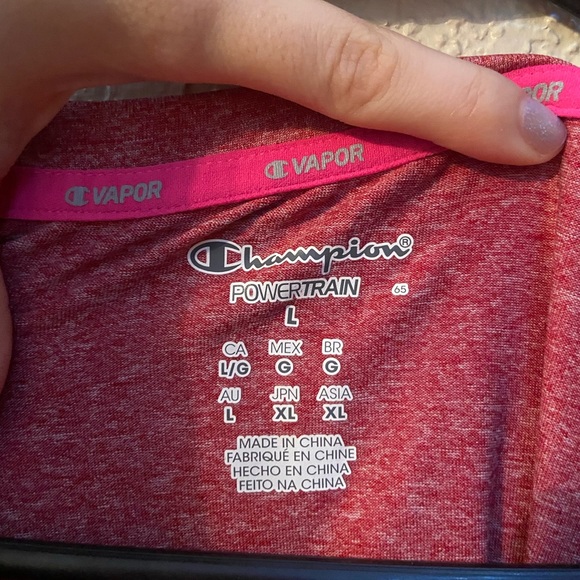 VAPOR
VAPOR
POR
Champion®
POWERTRAIN 65
L
CA MEX BR
L/G G G
AU JPN ASIA
L XL XL
MADE IN CHINA
FABRIQUÉ EN CHINE
HECHO EN CHINA
FEITO NA CHINA